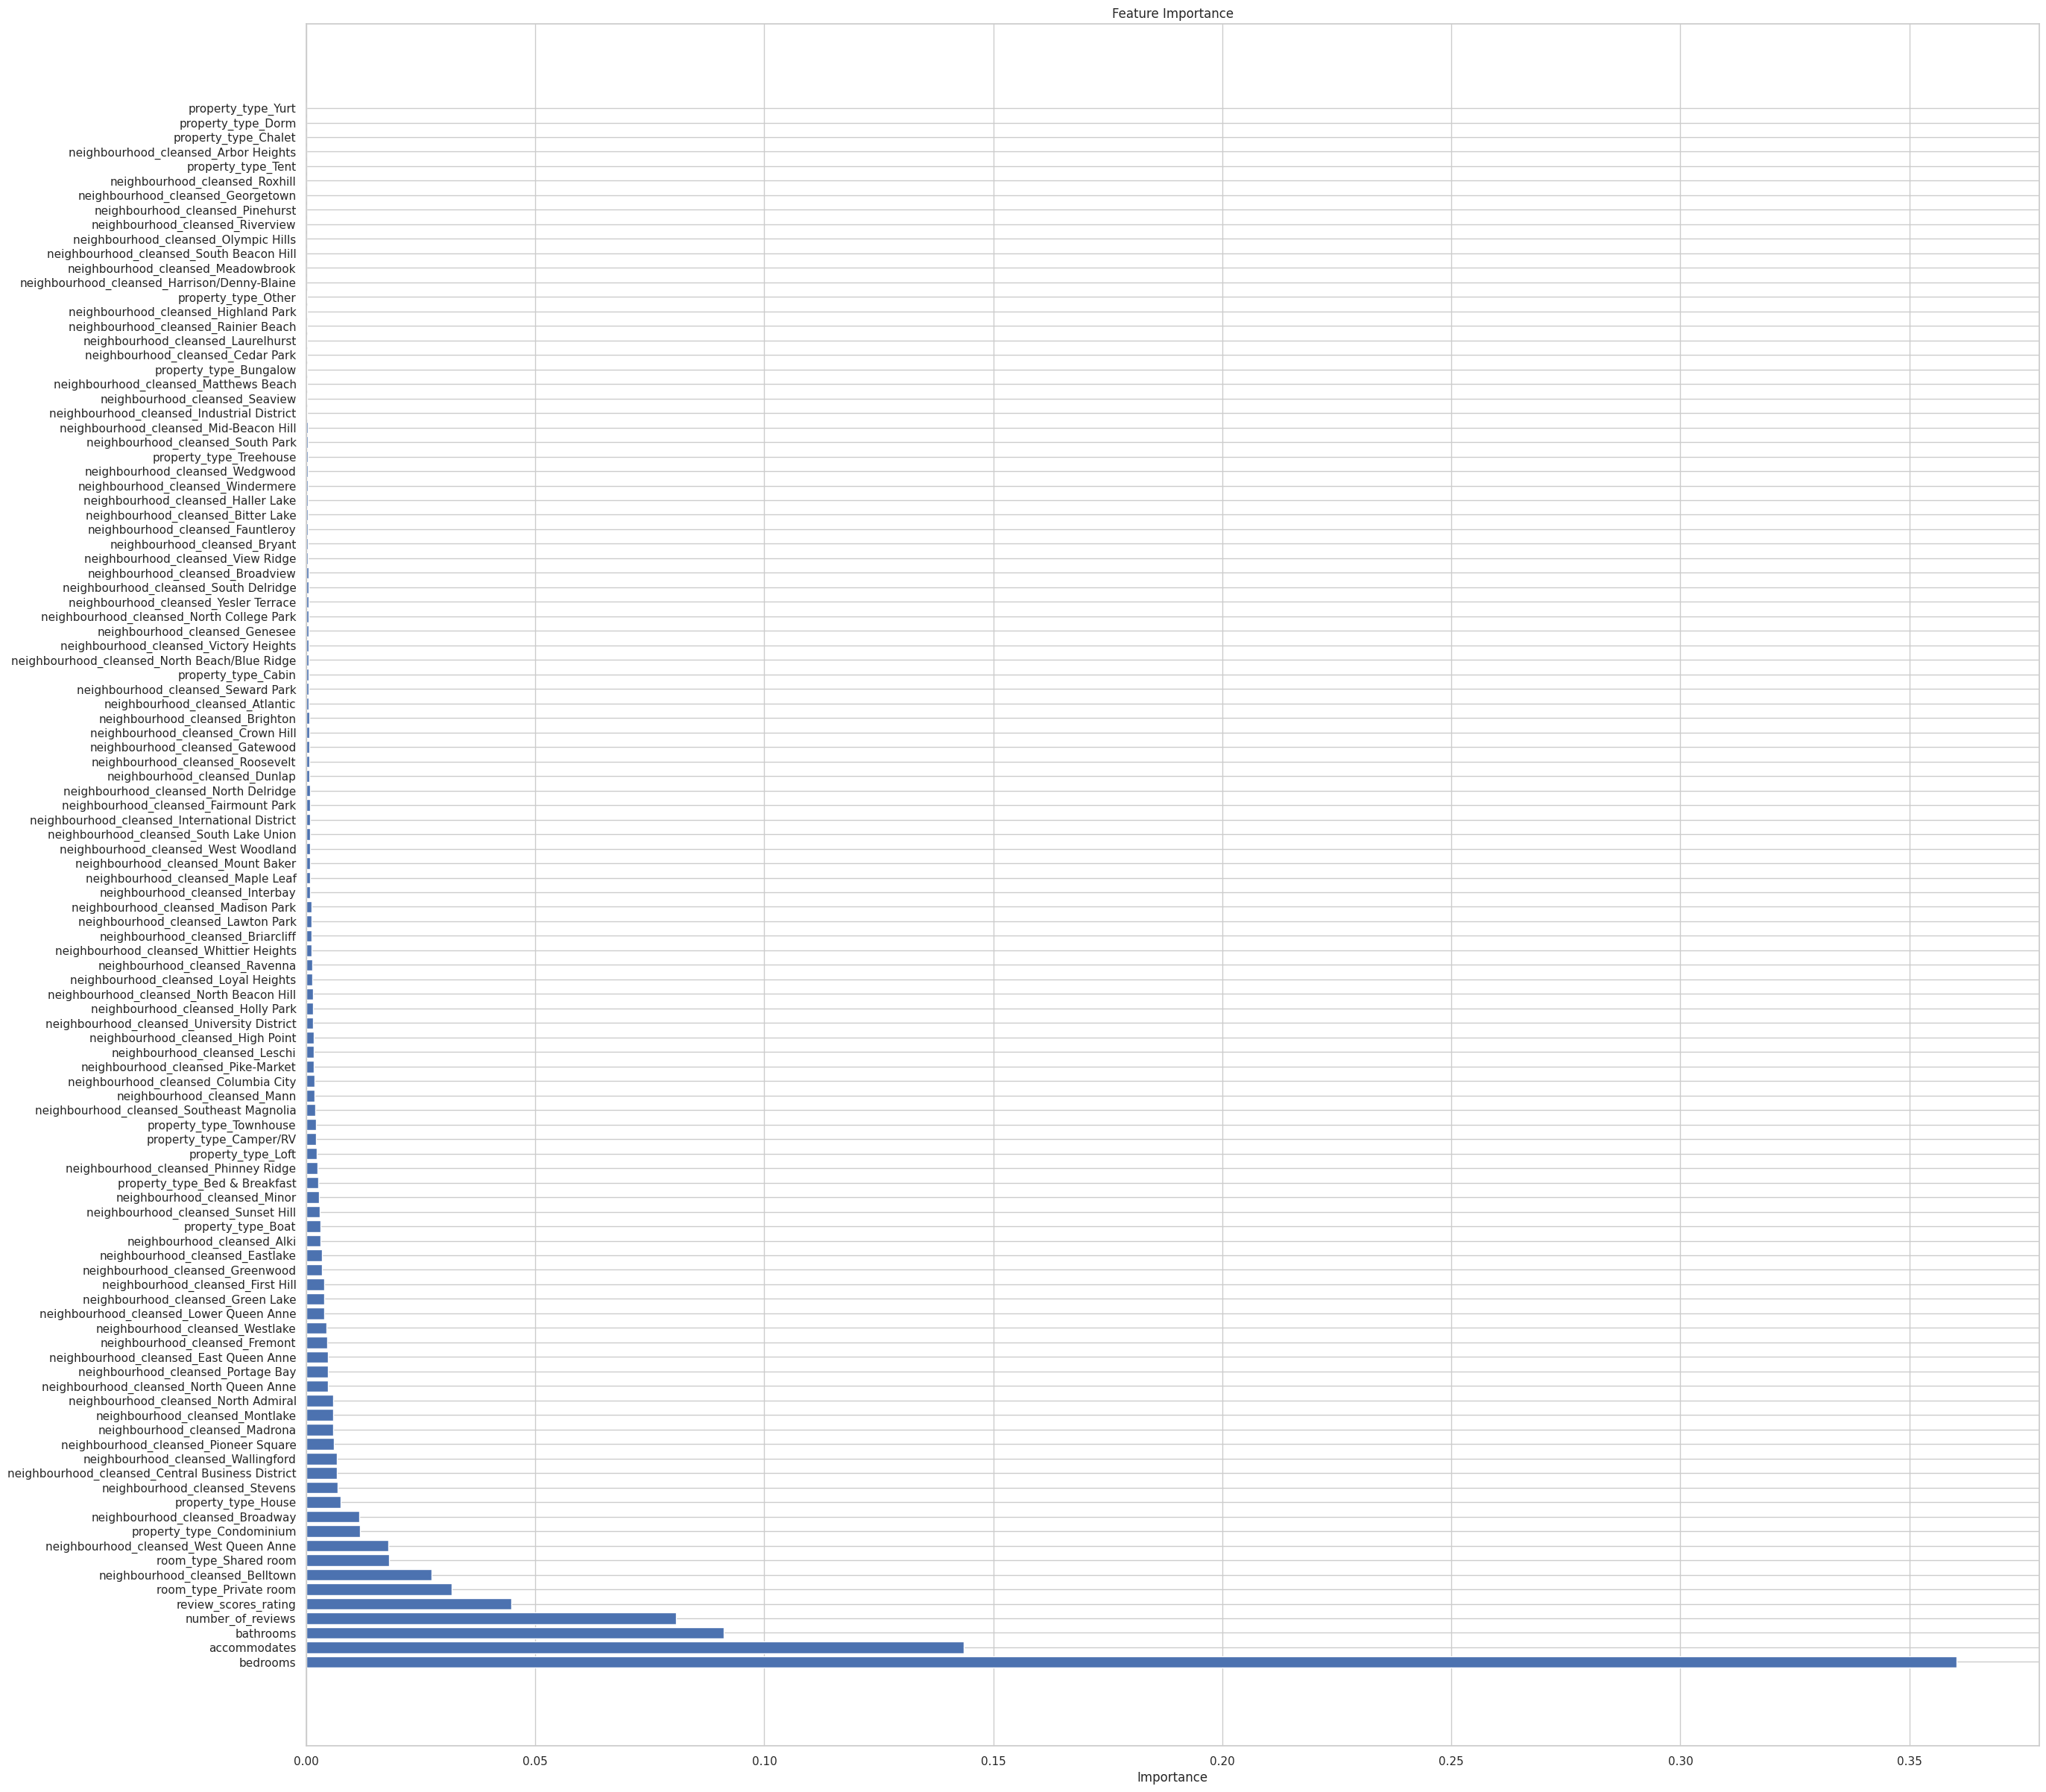 Feature Importance
property_type_Yurt
property_type_Dorm
property_type_Chalet
neighbourhood_cleansed_Arbor Heights
property_type_Tent
neighbourhood_cleansed_Roxhill
neighbourhood_cleansed_Georgetown
neighbourhood_cleansed_Pinehurst
neighbourhood_cleansed_Riverview
neighbourhood_cleansed_Olympic Hills
neighbourhood_cleansed_South Beacon Hill
neighbourhood_cleansed_Meadowbrook
neighbourhood_cleansed_Harrison/Denny-Blaine
property_type_Other
neighbourhood_cleansed_Highland Park
neighbourhood_cleansed_Rainier Beach
neighbourhood_cleansed_Laurelhurst
neighbourhood_cleansed_Cedar Park
property_type_Bungalow
neighbourhood_cleansed_Matthews Beach
neighbourhood_cleansed_Seaview
neighbourhood_cleansed_Industrial District
neighbourhood_cleansed_Mid-Beacon Hill
neighbourhood_cleansed_South Park
property_type_Treehouse
neighbourhood_cleansed_Wedgwood
neighbourhood_cleansed_Windermere
neighbourhood_cleansed_Haller Lake
neighbourhood_cleansed_Bitter Lake
neighbourhood_cleansed_Fauntleroy
neighbourhood_cleansed_Bryant
neighbourhood_cleansed_View Ridge
neighbourhood_cleansed_Broadview
neighbourhood_cleansed_South Delridge
neighbourhood_cleansed_Yesler Terrace
neighbourhood_cleansed_North College Park
neighbourhood_cleansed_Genesee
neighbourhood_cleansed_Victory Heights
neighbourhood_cleansed_North Beach/Blue Ridge
property_type_Cabin
neighbourhood_cleansed_Seward Park
neighbourhood_cleansed_Atlantic
neighbourhood_cleansed_Brighton
neighbourhood_cleansed_Crown Hill
neighbourhood_cleansed_Gatewood
neighbourhood_cleansed_Roosevelt
neighbourhood_cleansed_Dunlap
neighbourhood_cleansed_North Delridge
neighbourhood_cleansed_Fairmount Park
neighbourhood_cleansed_International District
neighbourhood_cleansed_South Lake Union
neighbourhood_cleansed_West Woodland
neighbourhood_cleansed_Mount Baker
neighbourhood_cleansed_Maple Leaf
neighbourhood_cleansed_Interbay
neighbourhood_cleansed_Madison Park
neighbourhood_cleansed_Lawton Park
neighbourhood_cleansed_Briarcliff
neighbourhood_cleansed_Whittier Heights
neighbourhood_cleansed_Ravenna
neighbourhood_cleansed_Loyal Heights
neighbourhood_cleansed_North Beacon Hill
neighbourhood_cleansed_Holly Park
neighbourhood_cleansed_University District
neighbourhood_cleansed_High Point
neighbourhood_cleansed_Leschi
neighbourhood_cleansed_Pike-Market
neighbourhood_cleansed_Columbia City
neighbourhood_cleansed_Mann
neighbourhood_cleansed_Southeast Magnolia
property_type_Townhouse
property_type_Camper/RV
property_type_Loft
neighbourhood_cleansed_Phinney Ridge
property_type_Bed & Breakfast
neighbourhood_cleansed_Minor
neighbourhood_cleansed_Sunset Hill
property_type_Boat
neighbourhood_cleansed_Alki
neighbourhood_cleansed_Eastlake
neighbourhood_cleansed_Greenwood
neighbourhood_cleansed_First Hill
neighbourhood_cleansed_Green Lake
neighbourhood_cleansed_Lower Queen Anne
neighbourhood_cleansed_Westlake
neighbourhood_cleansed_Fremont
neighbourhood_cleansed_East Queen Anne
neighbourhood_cleansed_Portage Bay
neighbourhood_cleansed_North Queen Anne
neighbourhood_cleansed_North Admiral
neighbourhood_cleansed_Montlake
neighbourhood_cleansed_Madrona
neighbourhood_cleansed_Pioneer Square
neighbourhood_cleansed_Wallingford
neighbourhood_cleansed_Central Business District
neighbourhood_cleansed_Stevens
property_type_House
neighbourhood_cleansed_Broadway
property_type_Condominium
neighbourhood_cleansed_West Queen Anne
room_type_Shared room
neighbourhood_cleansed_Belltown
room_type_Private room
review_scores_rating
number_of_reviews
bathrooms
accommodates
bedrooms
0.00 0.05 0.10 0.15 0.20 0.25 0.30 0.35
Importance